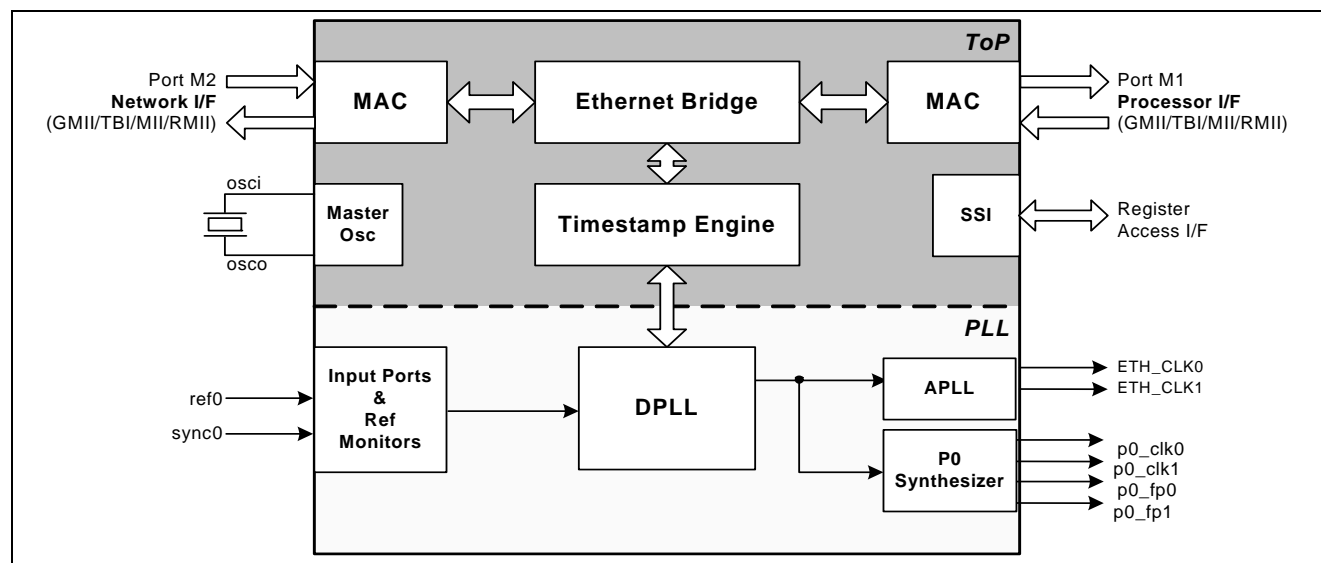 ToP
Port M2
Network I/F
(GMII/TBI/MII/RMII)
MAC
Ethernet Bridge
MAC
Port M1
Processor I/F
(GMII/TBI/MII/RMII)
osci
Master
Osc
osco
Timestamp Engine
SSI
Register
Access I/F
PLL
ref0
sync0
Input Ports
&
Ref
Monitors
DPLL
APLL
ETH_CLK0
ETH_CLK1
P0
Synthesizer
p0_clk0
p0_clk1
p0_fp0
p0_fp1